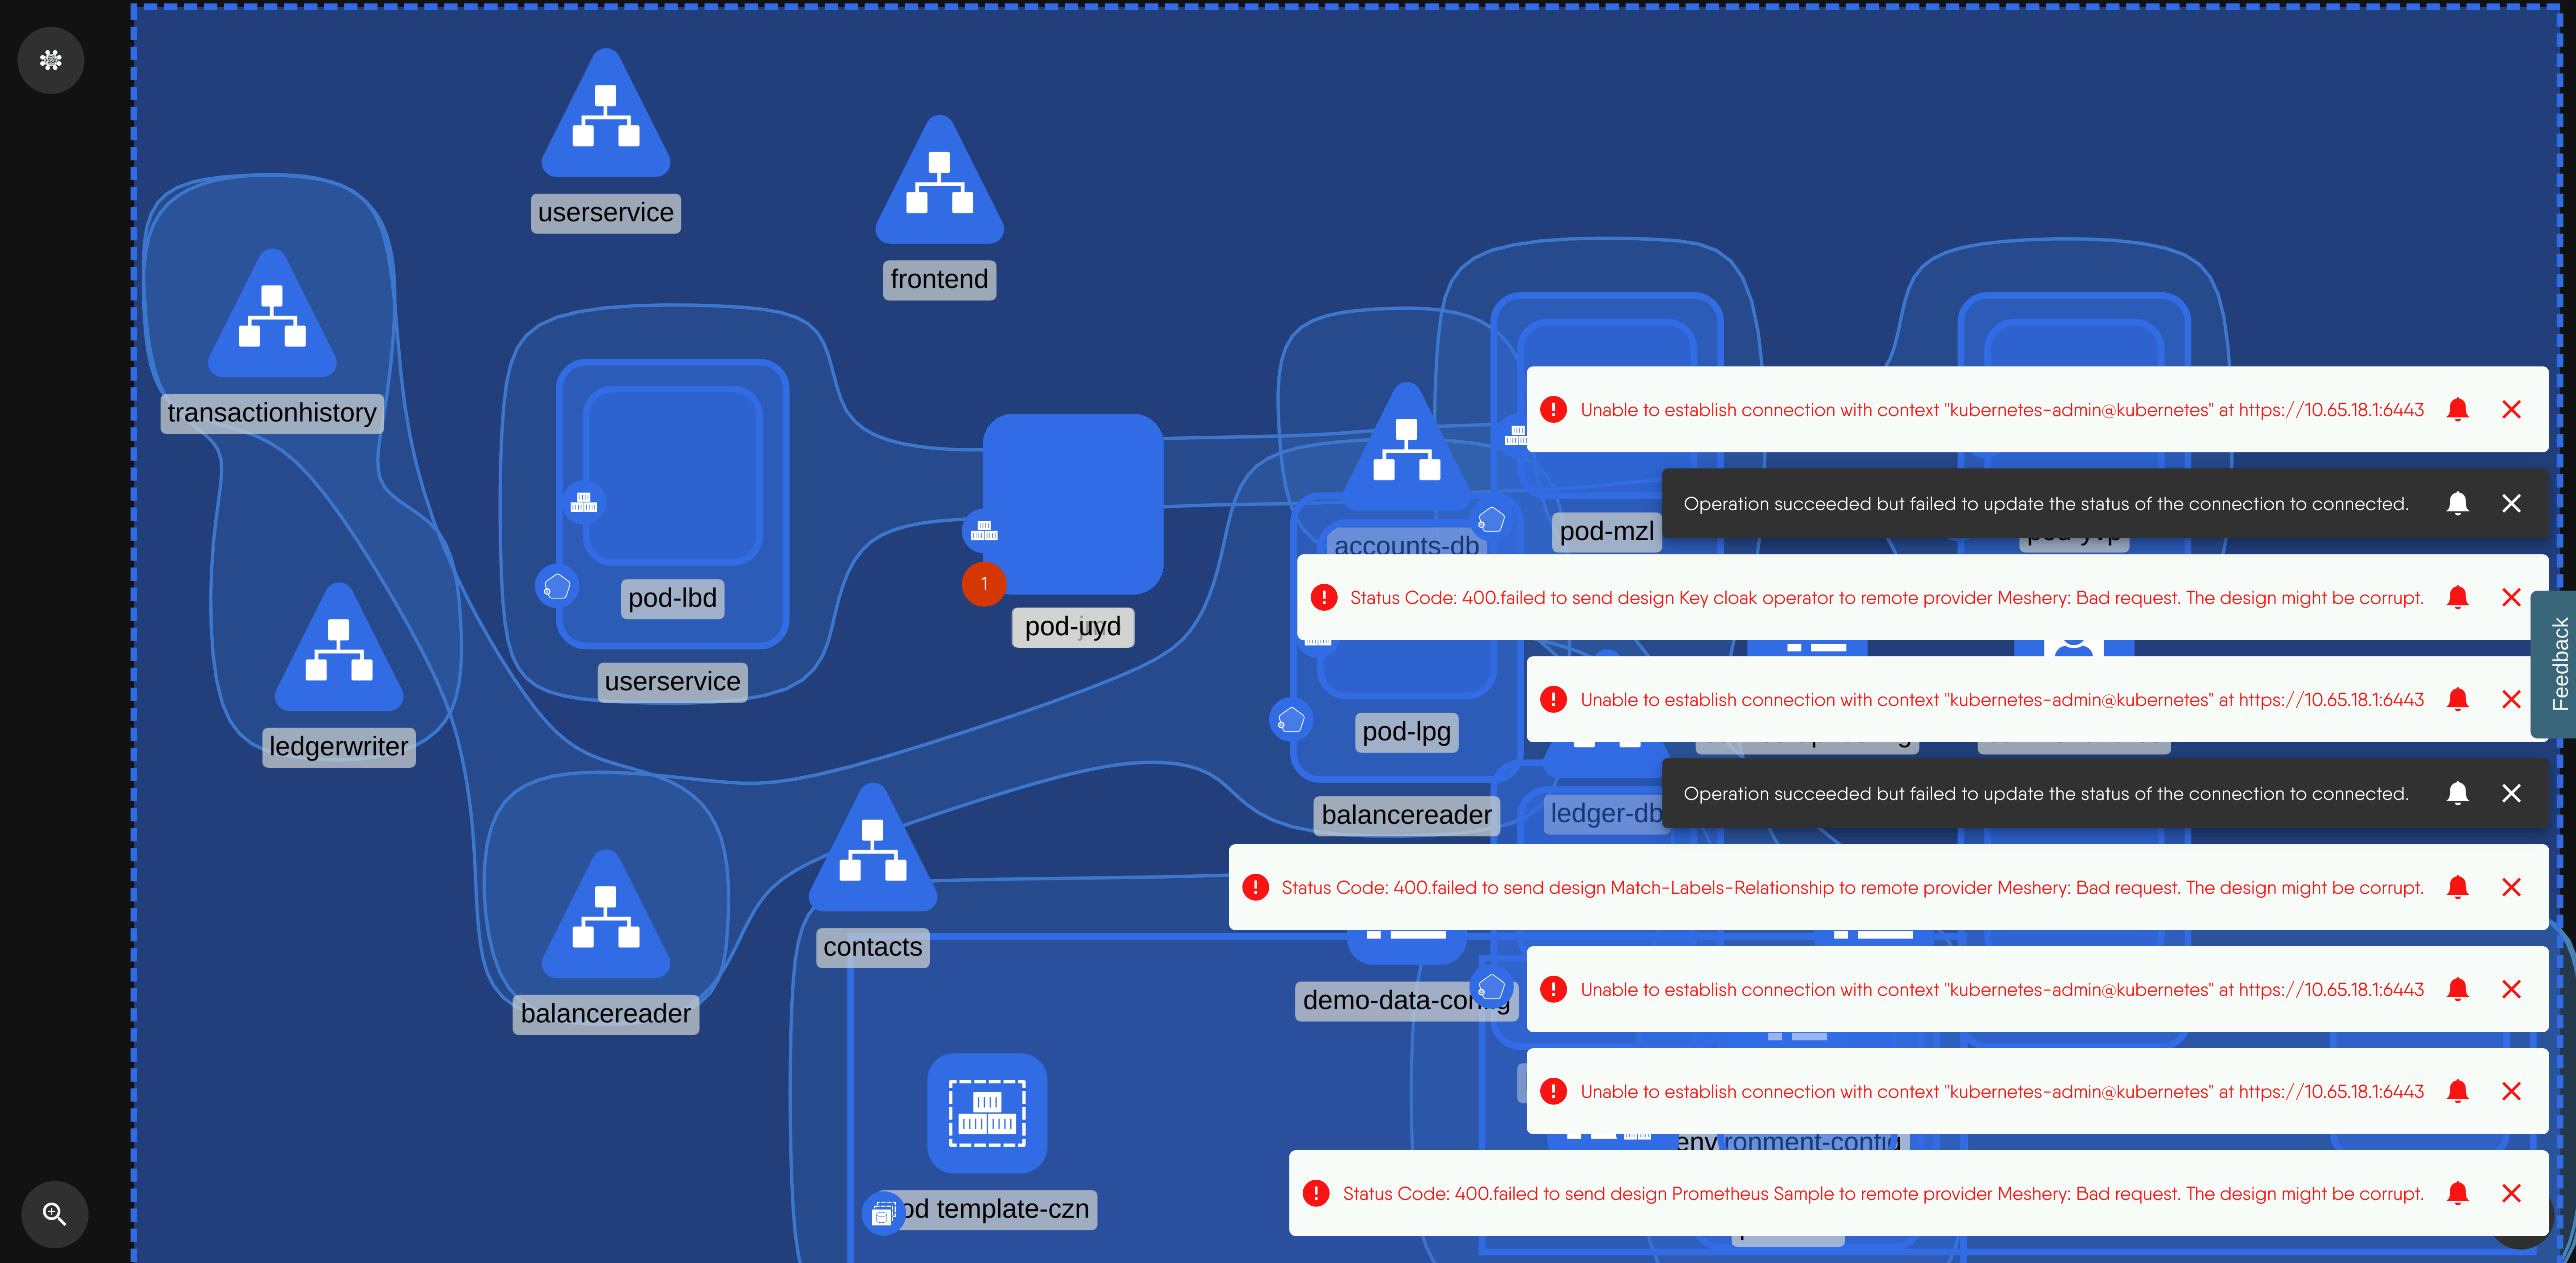 userservice
frontend
transactionhistory
Unable to establish connection with context "kubernetes-admin@kubernetes" at https://10.65.18.1:6443
Operation succeeded but failed to update the status of the connection to connected.
pod-mzl
accounts-db
1
pod-lbd
Status Code: 400.failed to send design Key cloak operator to remote provider Meshery: Bad request. The design might be corrupt.
pod-uyd
Feedback
userservice
Unable to establish connection with context "kubernetes-admin@kubernetes" at https://10.65.18.1:6443
pod-lpg
ledgerwriter
Operation succeeded but failed to update the status of the connection to connected.
balancereader
ledger-db
Status Code: 400.failed to send design Match-Labels-Relationship to remote provider Meshery: Bad request. The design might be corrupt.
contacts
Unable to establish connection with context "kubernetes-admin@kubernetes" at https://10.65.18.1:6443
demo-data-config
balancereader
Unable to establish connection with context "kubernetes-admin@kubernetes" at https://10.65.18.1:6443
environment-config
Status Code: 400.failed to send design Prometheus Sample to remote provider Meshery: Bad request. The design might be corrupt.
od template-czn